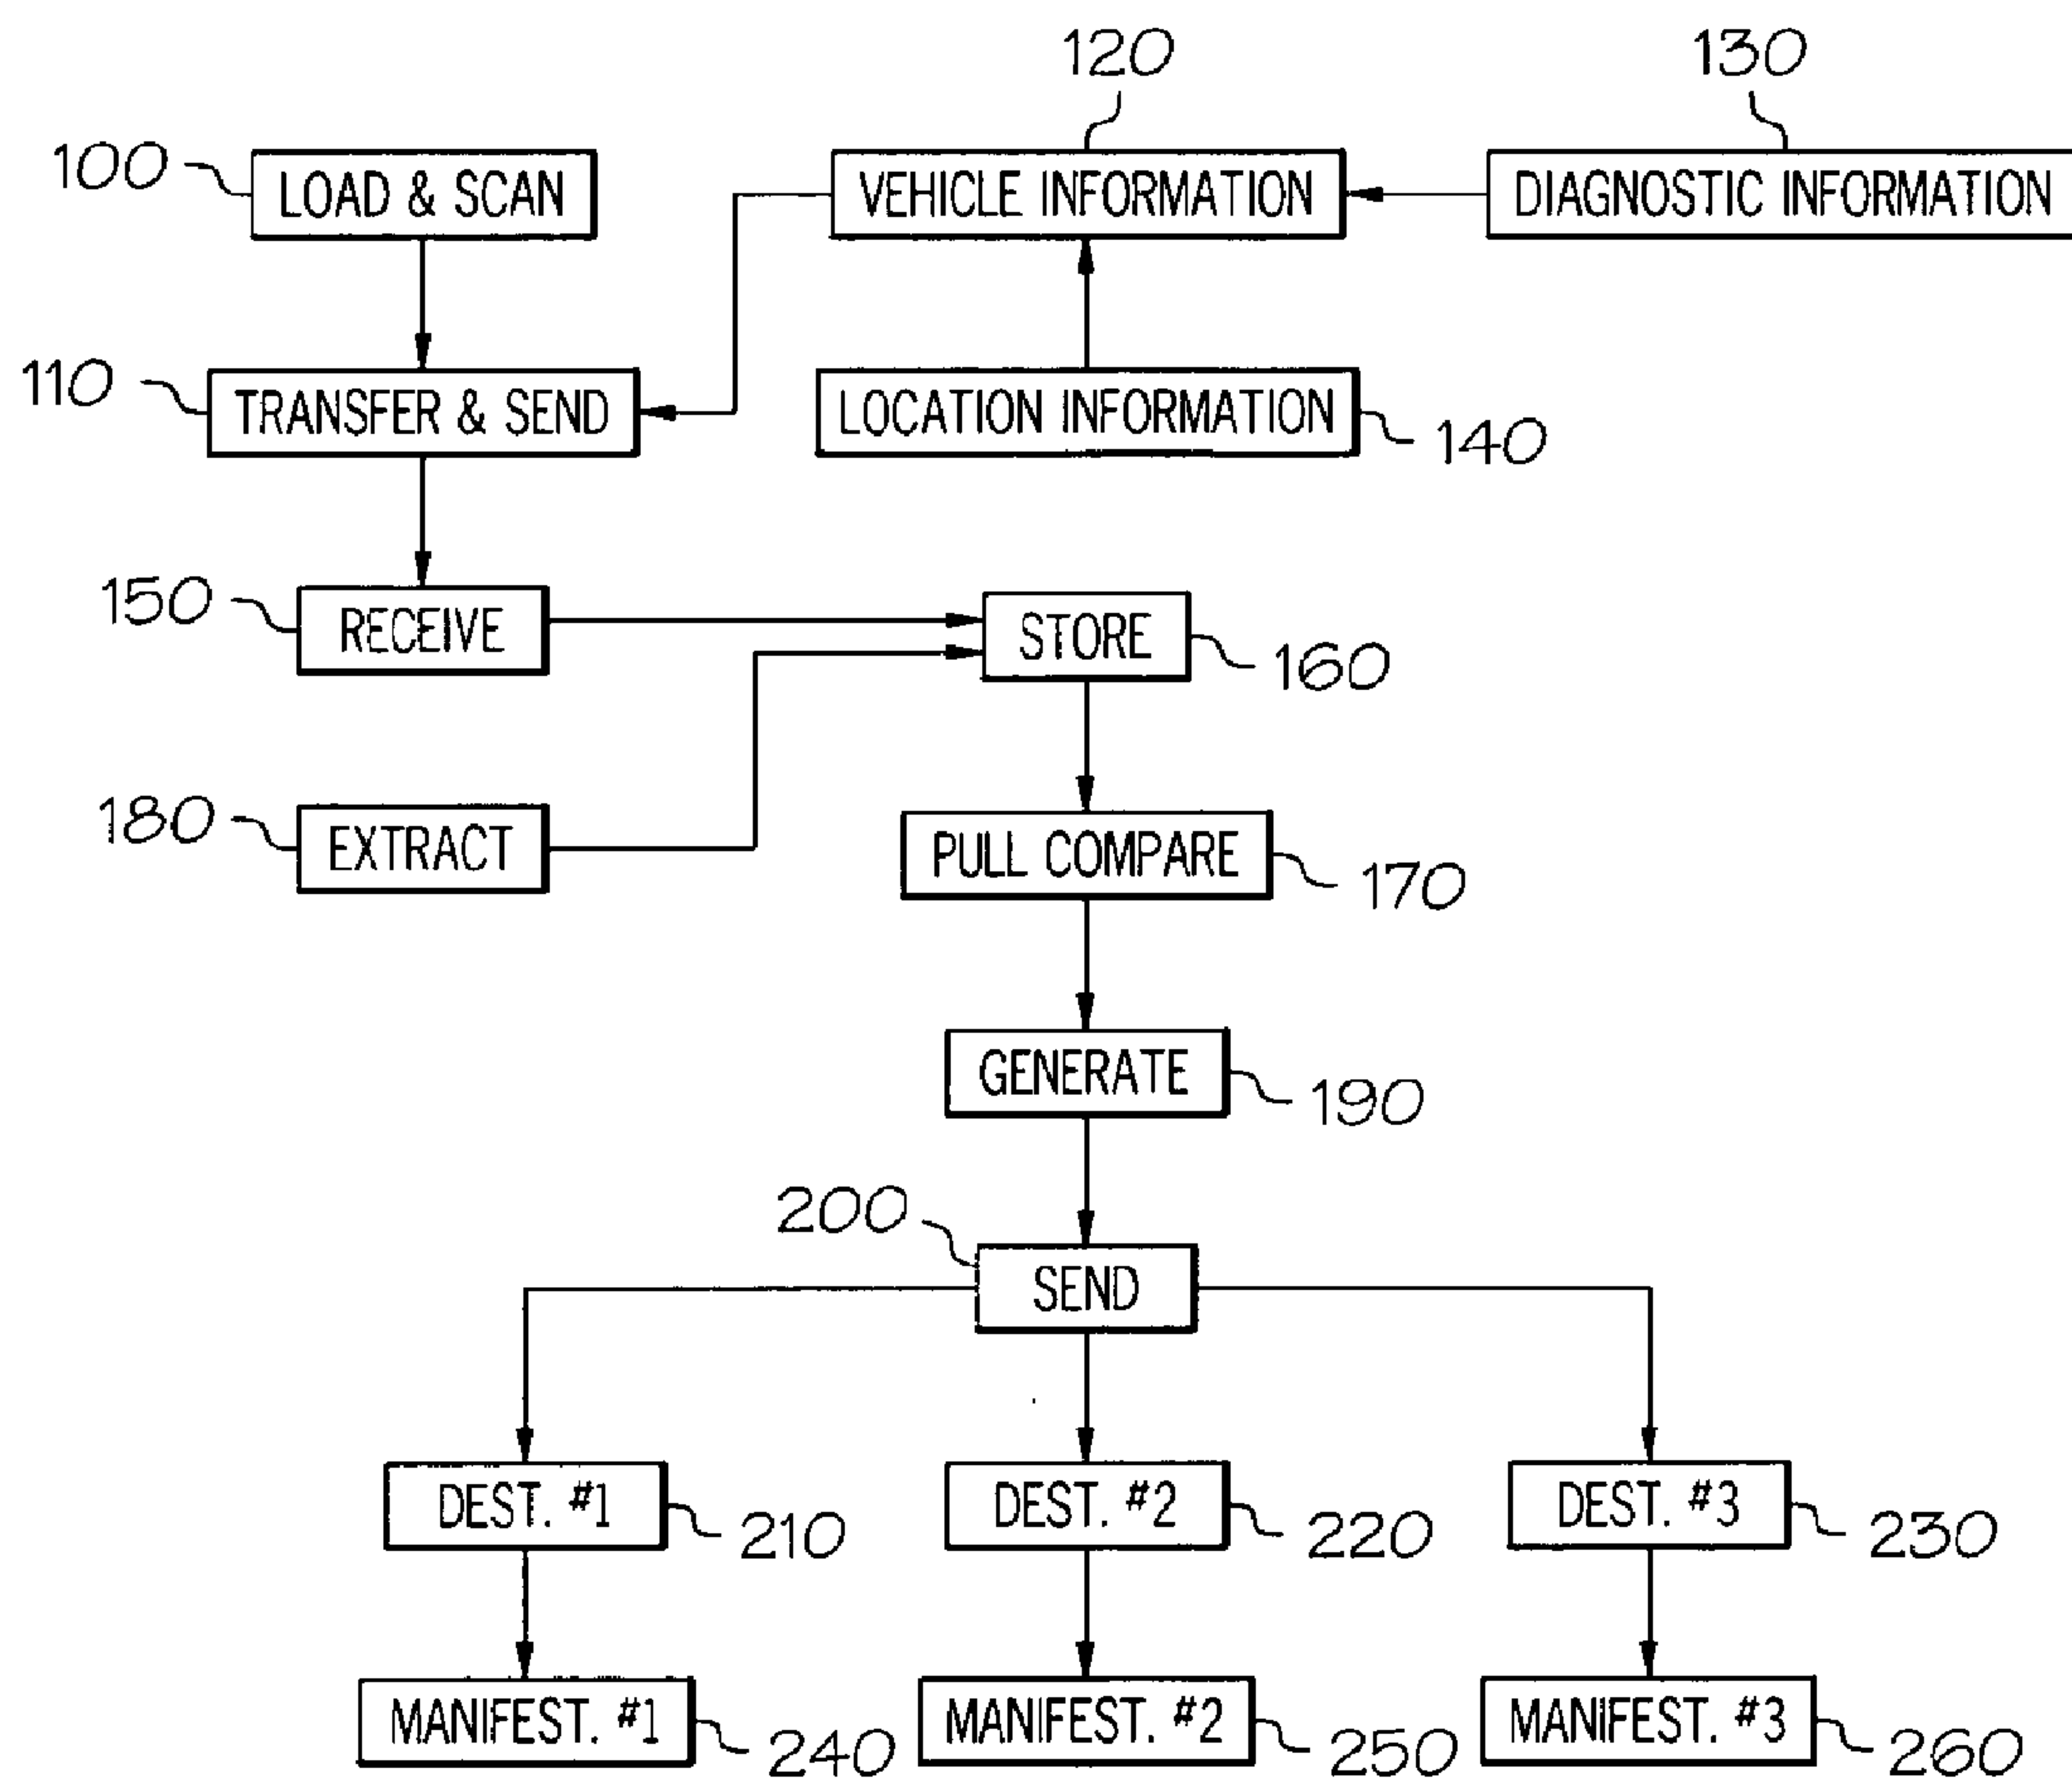 120
130
100
LOAD & SCAN
VEHICLE INFORMATION
DIAGNOSTIC INFORMATION
110
TRANSFER & SEND
LOCATION INFORMATION
140
150
RECEIVE
STORE
160
180
EXTRACT
PULL COMPARE
170
GENERATE
190
200
SEND
DEST. #1
210
DEST. #2
220
DEST. #3
230
MANIFEST. #1
240
MANIFEST. #2
250
MANIFEST. #3
260